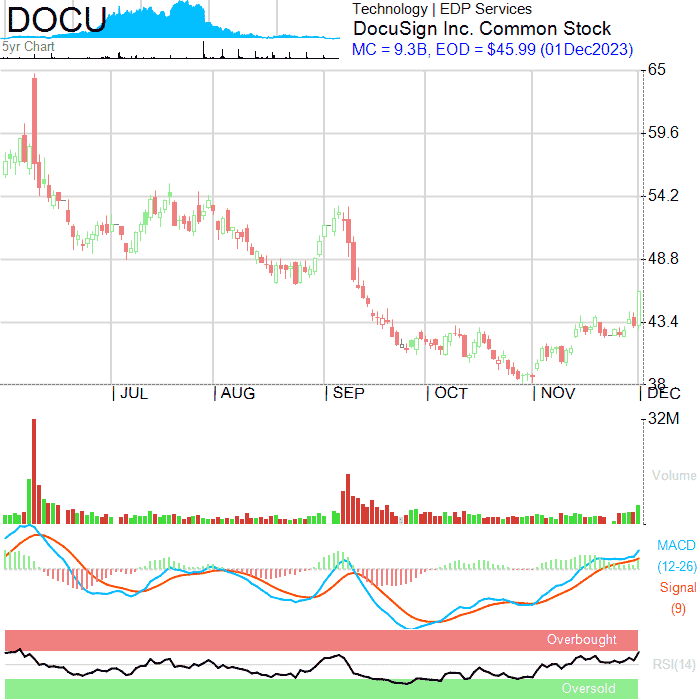 DOCU
5yr Chart
Technology | EDP Services
DocuSign Inc. Common Stock
MC = 9.3B, EOD = $45.99 (01Dec2023)
65
59.6
54.2
48.8
43.4
38
JUL AUG SEP OCT NOV DEC
32M
Volume
MACD
(12-26)
Signal
(9)
Overbought
RSI(14)
Oversold